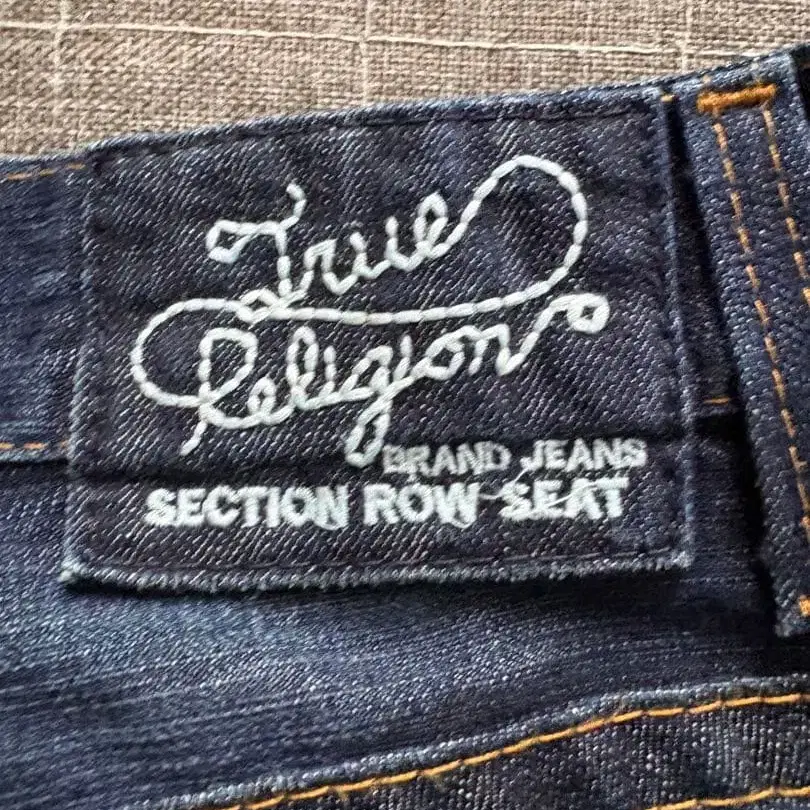 True
Religion
BRAND JEANS
SECTION ROW SEAT